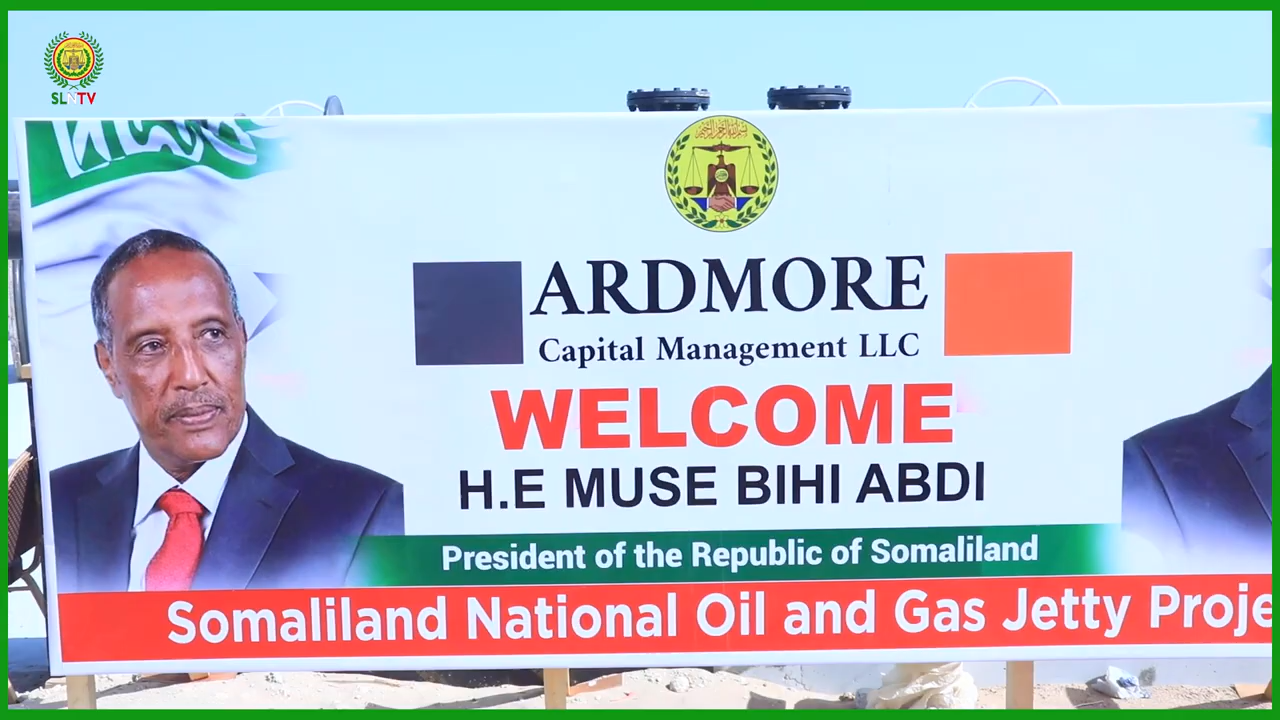 SLNTV
ARDMORE
Capital Management LLC
WELCOME
H.E MUSE BIHI ABDI
President of the Republic of Somaliland
Somaliland National Oil and Gas Jetty Proje